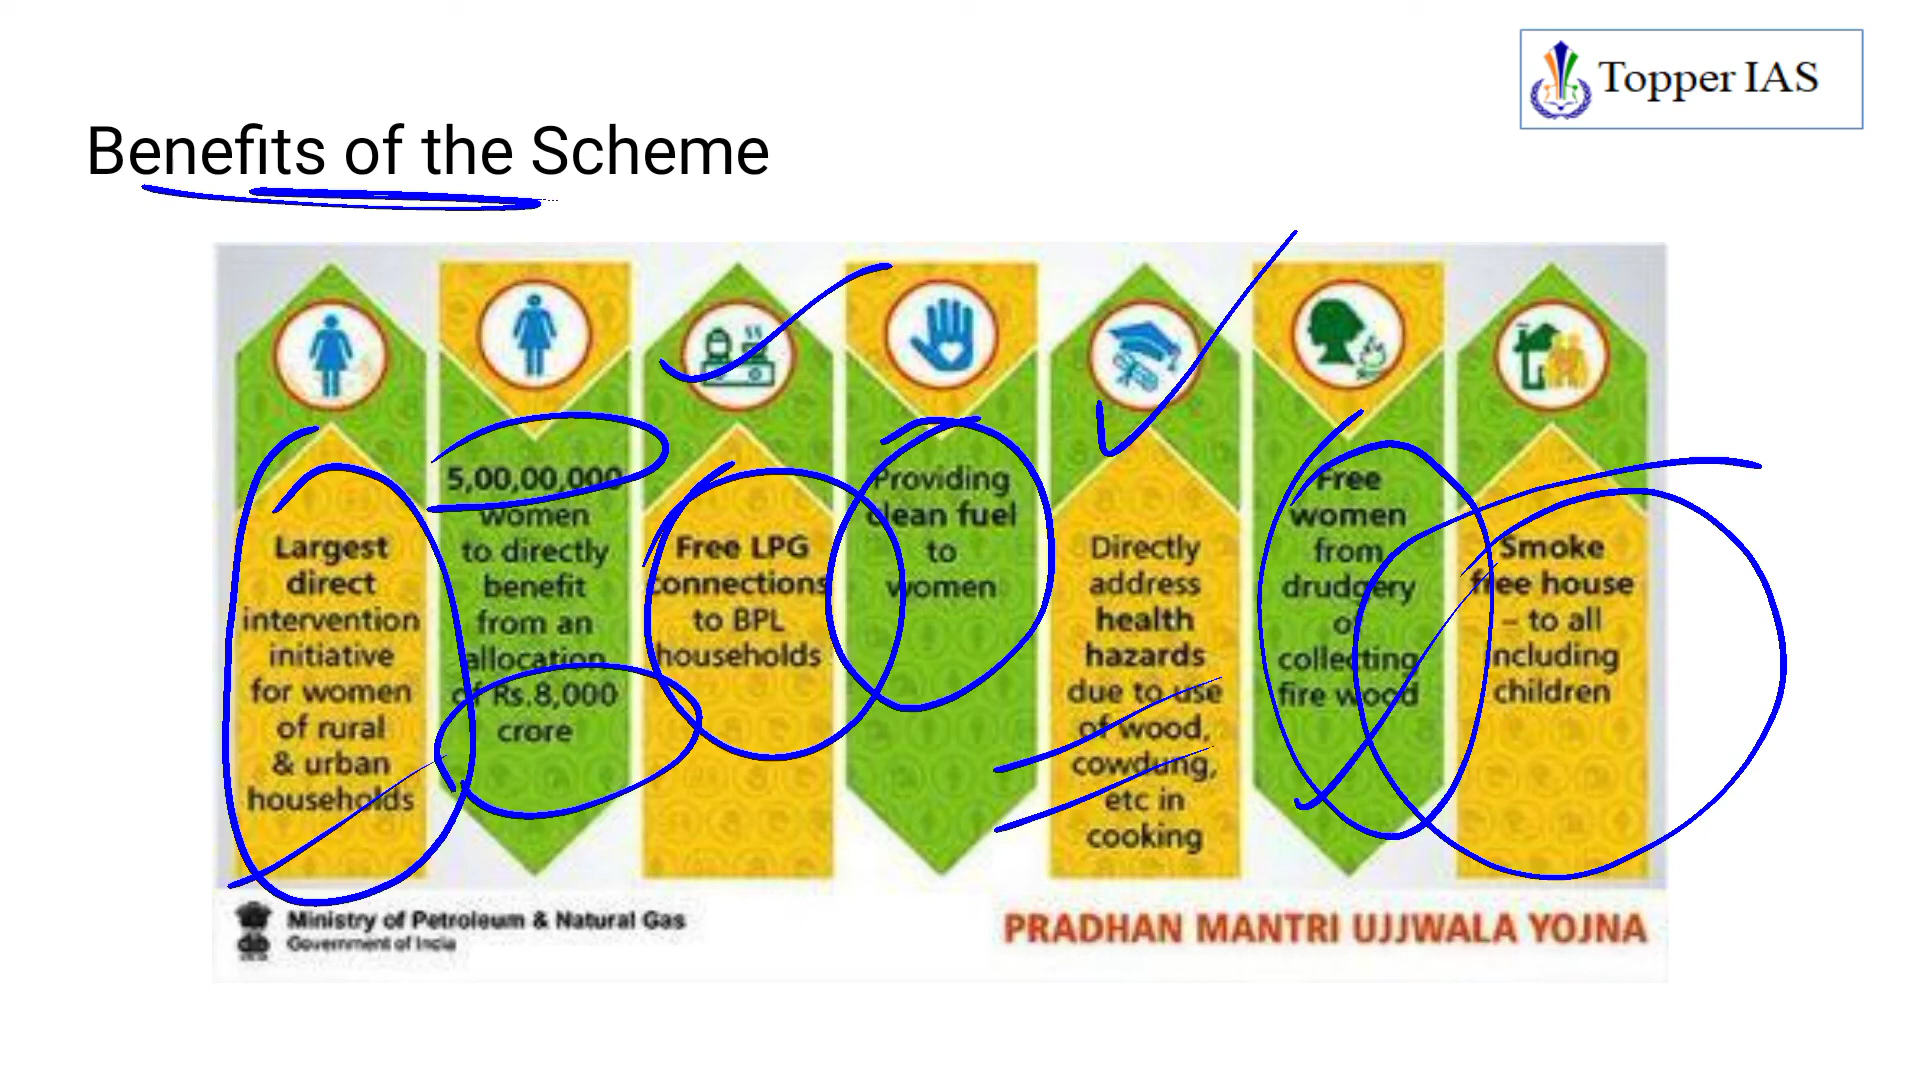 Topper IAS
Benefits of the Scheme
Largest
direct
intervention
initiative
for women
of rural
& urban
households
5,00,00,000
women
to directly
benefit
from an
allocation
of Rs.8,000
crore
Free LPG
connections
to BPL
households
Providing
clean fuel
to
women
Directly
address
health
hazards
due to use
of wood,
cowdung,
etc in
cooking
Free
women
from
drudgery
of
collecting
fire wood
Smoke
free house
– to all
including
children
Ministry of Petroleum & Natural Gas
Government of India
PRADHAN MANTRI UJJWALA YOJNA